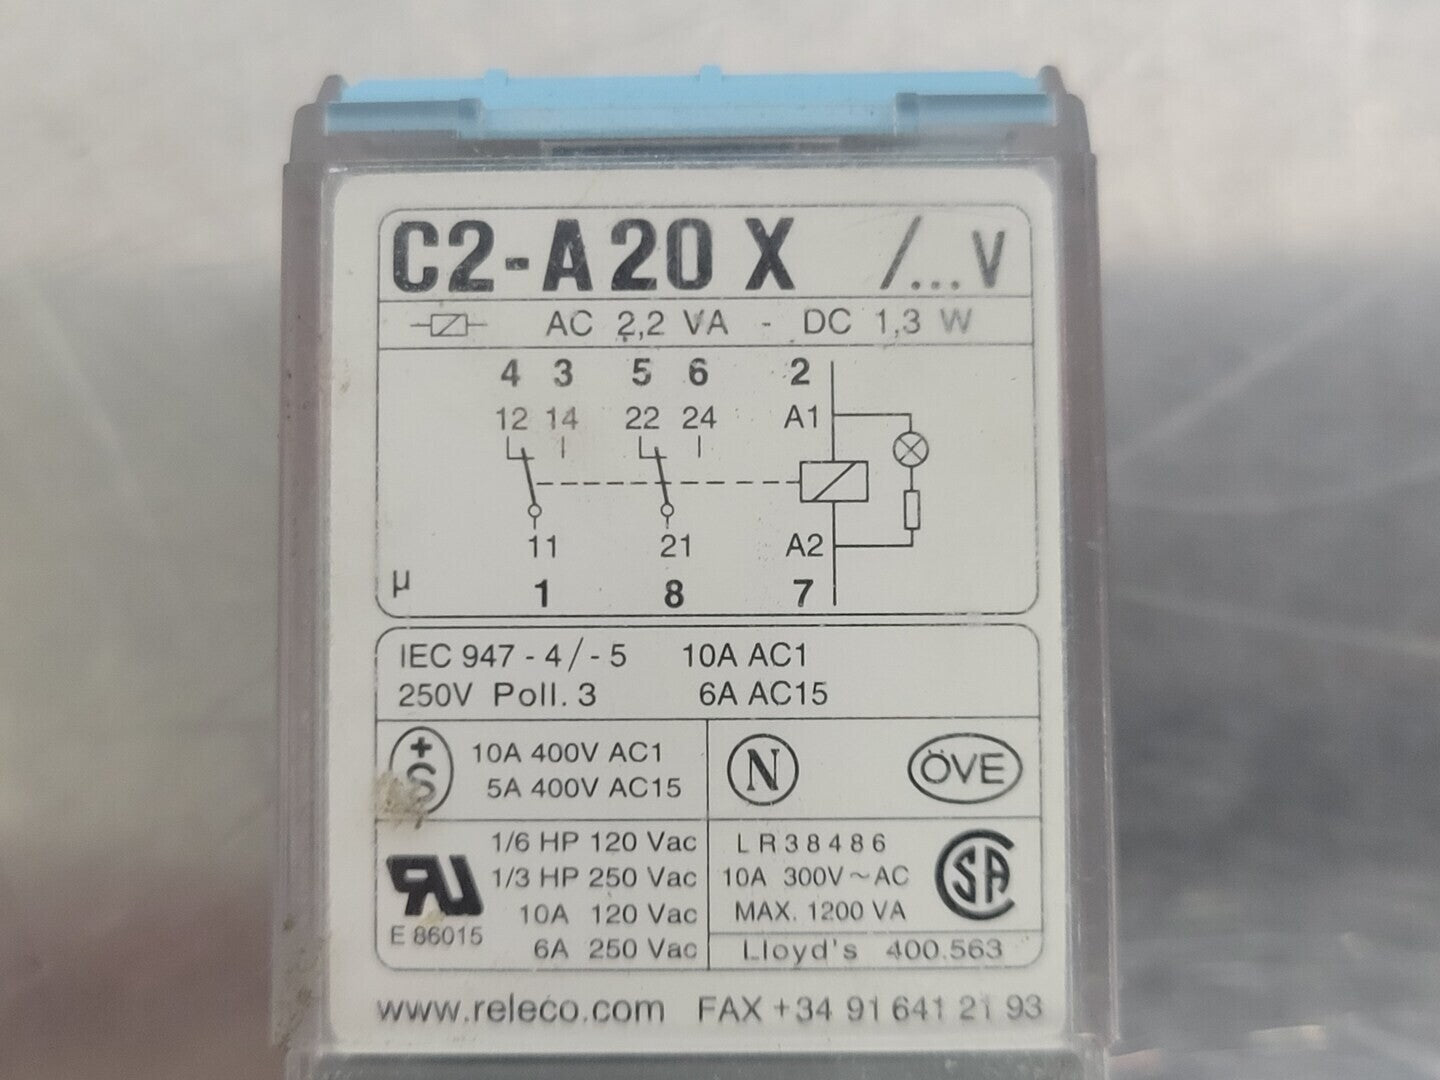 C2-A20 X /...V
AC 2,2 VA - DC 1,3 W
4 3 5 6 2
12 14 22 24 A1
11 21 A2
μ 1 8 7
IEC 947 - 4 / - 5 10A AC1
250V Poll. 3 6A AC15
+S 10A 400V AC1
5A 400V AC15
N
ÖVE
1/6 HP 120 Vac
1/3 HP 250 Vac
10A 120 Vac
6A 250 Vac
RU
E 86015
LR38486
10A 300V~AC
MAX. 1200 VA
SA
Lloyd's 400.563
www.releco.com FAX +34 91 641 21 93